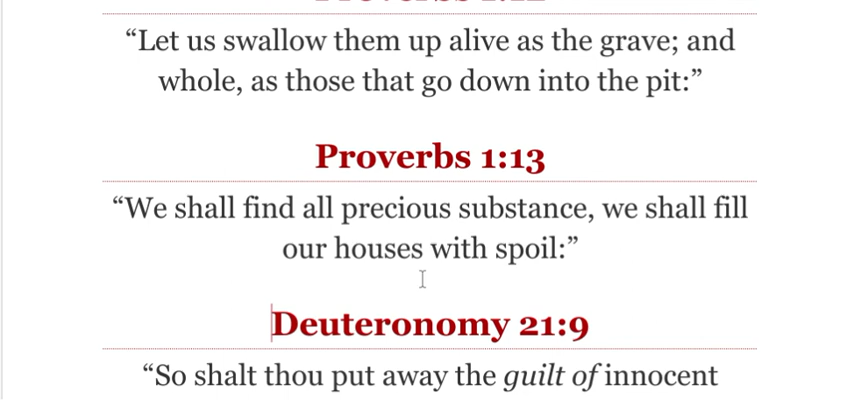 “Let us swallow them up alive as the grave; and
whole, as those that go down into the pit:”
Proverbs 1:13
“We shall find all precious substance, we shall fill
our houses with spoil:”
Deuteronomy 21:9
“So shalt thou put away the guilt of innocent